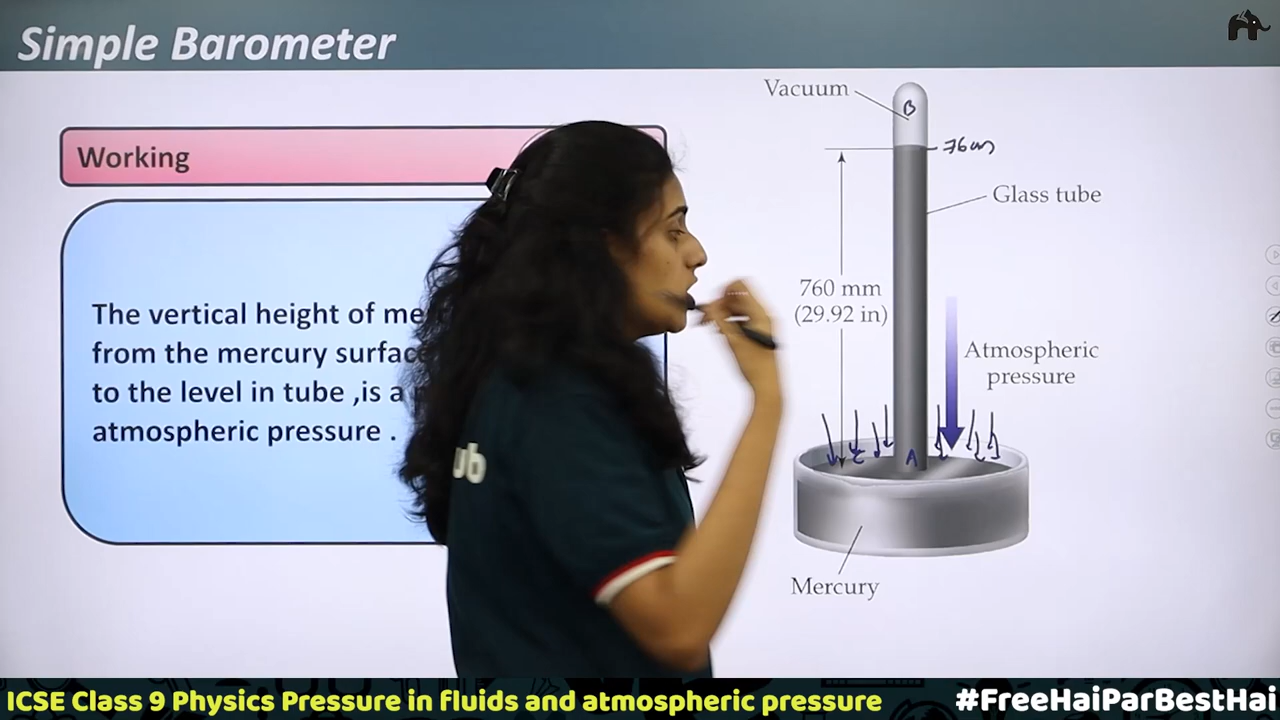 Simple Barometer
Working
The vertical height of me
from the mercury surfac
to the level in tube ,is a
atmospheric pressure .
ub
Vacuum
B
76cm
Glass tube
760 mm
(29.92 in)
Atmospheric
pressure
C
A
Mercury
ICSE Class 9 Physics Pressure in fluids and atmospheric pressure
#FreeHaiParBestHai